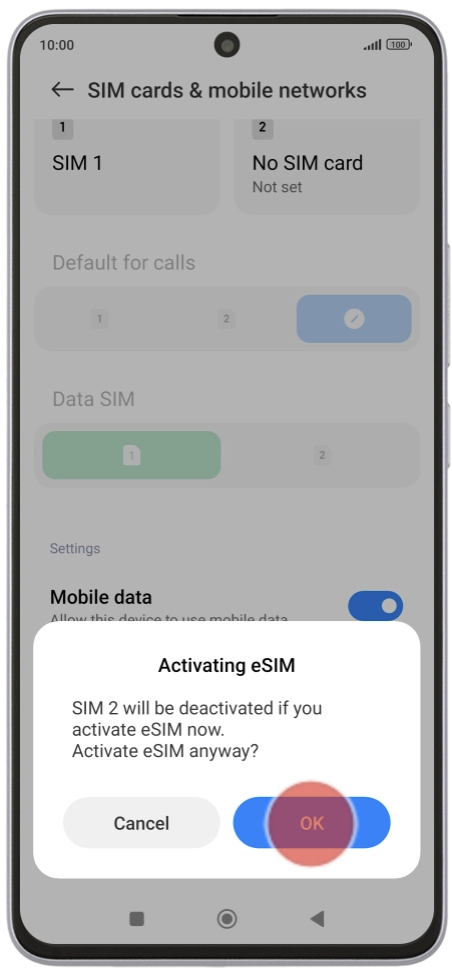 10:00
100
SIM cards & mobile networks
1
2
SIM 1
No SIM card
Not set
Default for calls
1
2
Data SIM
1
2
Settings
Mobile data
Allow this device to use mobile data
Activating eSIM
SIM 2 will be deactivated if you
activate eSIM now.
Activate eSIM anyway?
Cancel
OK